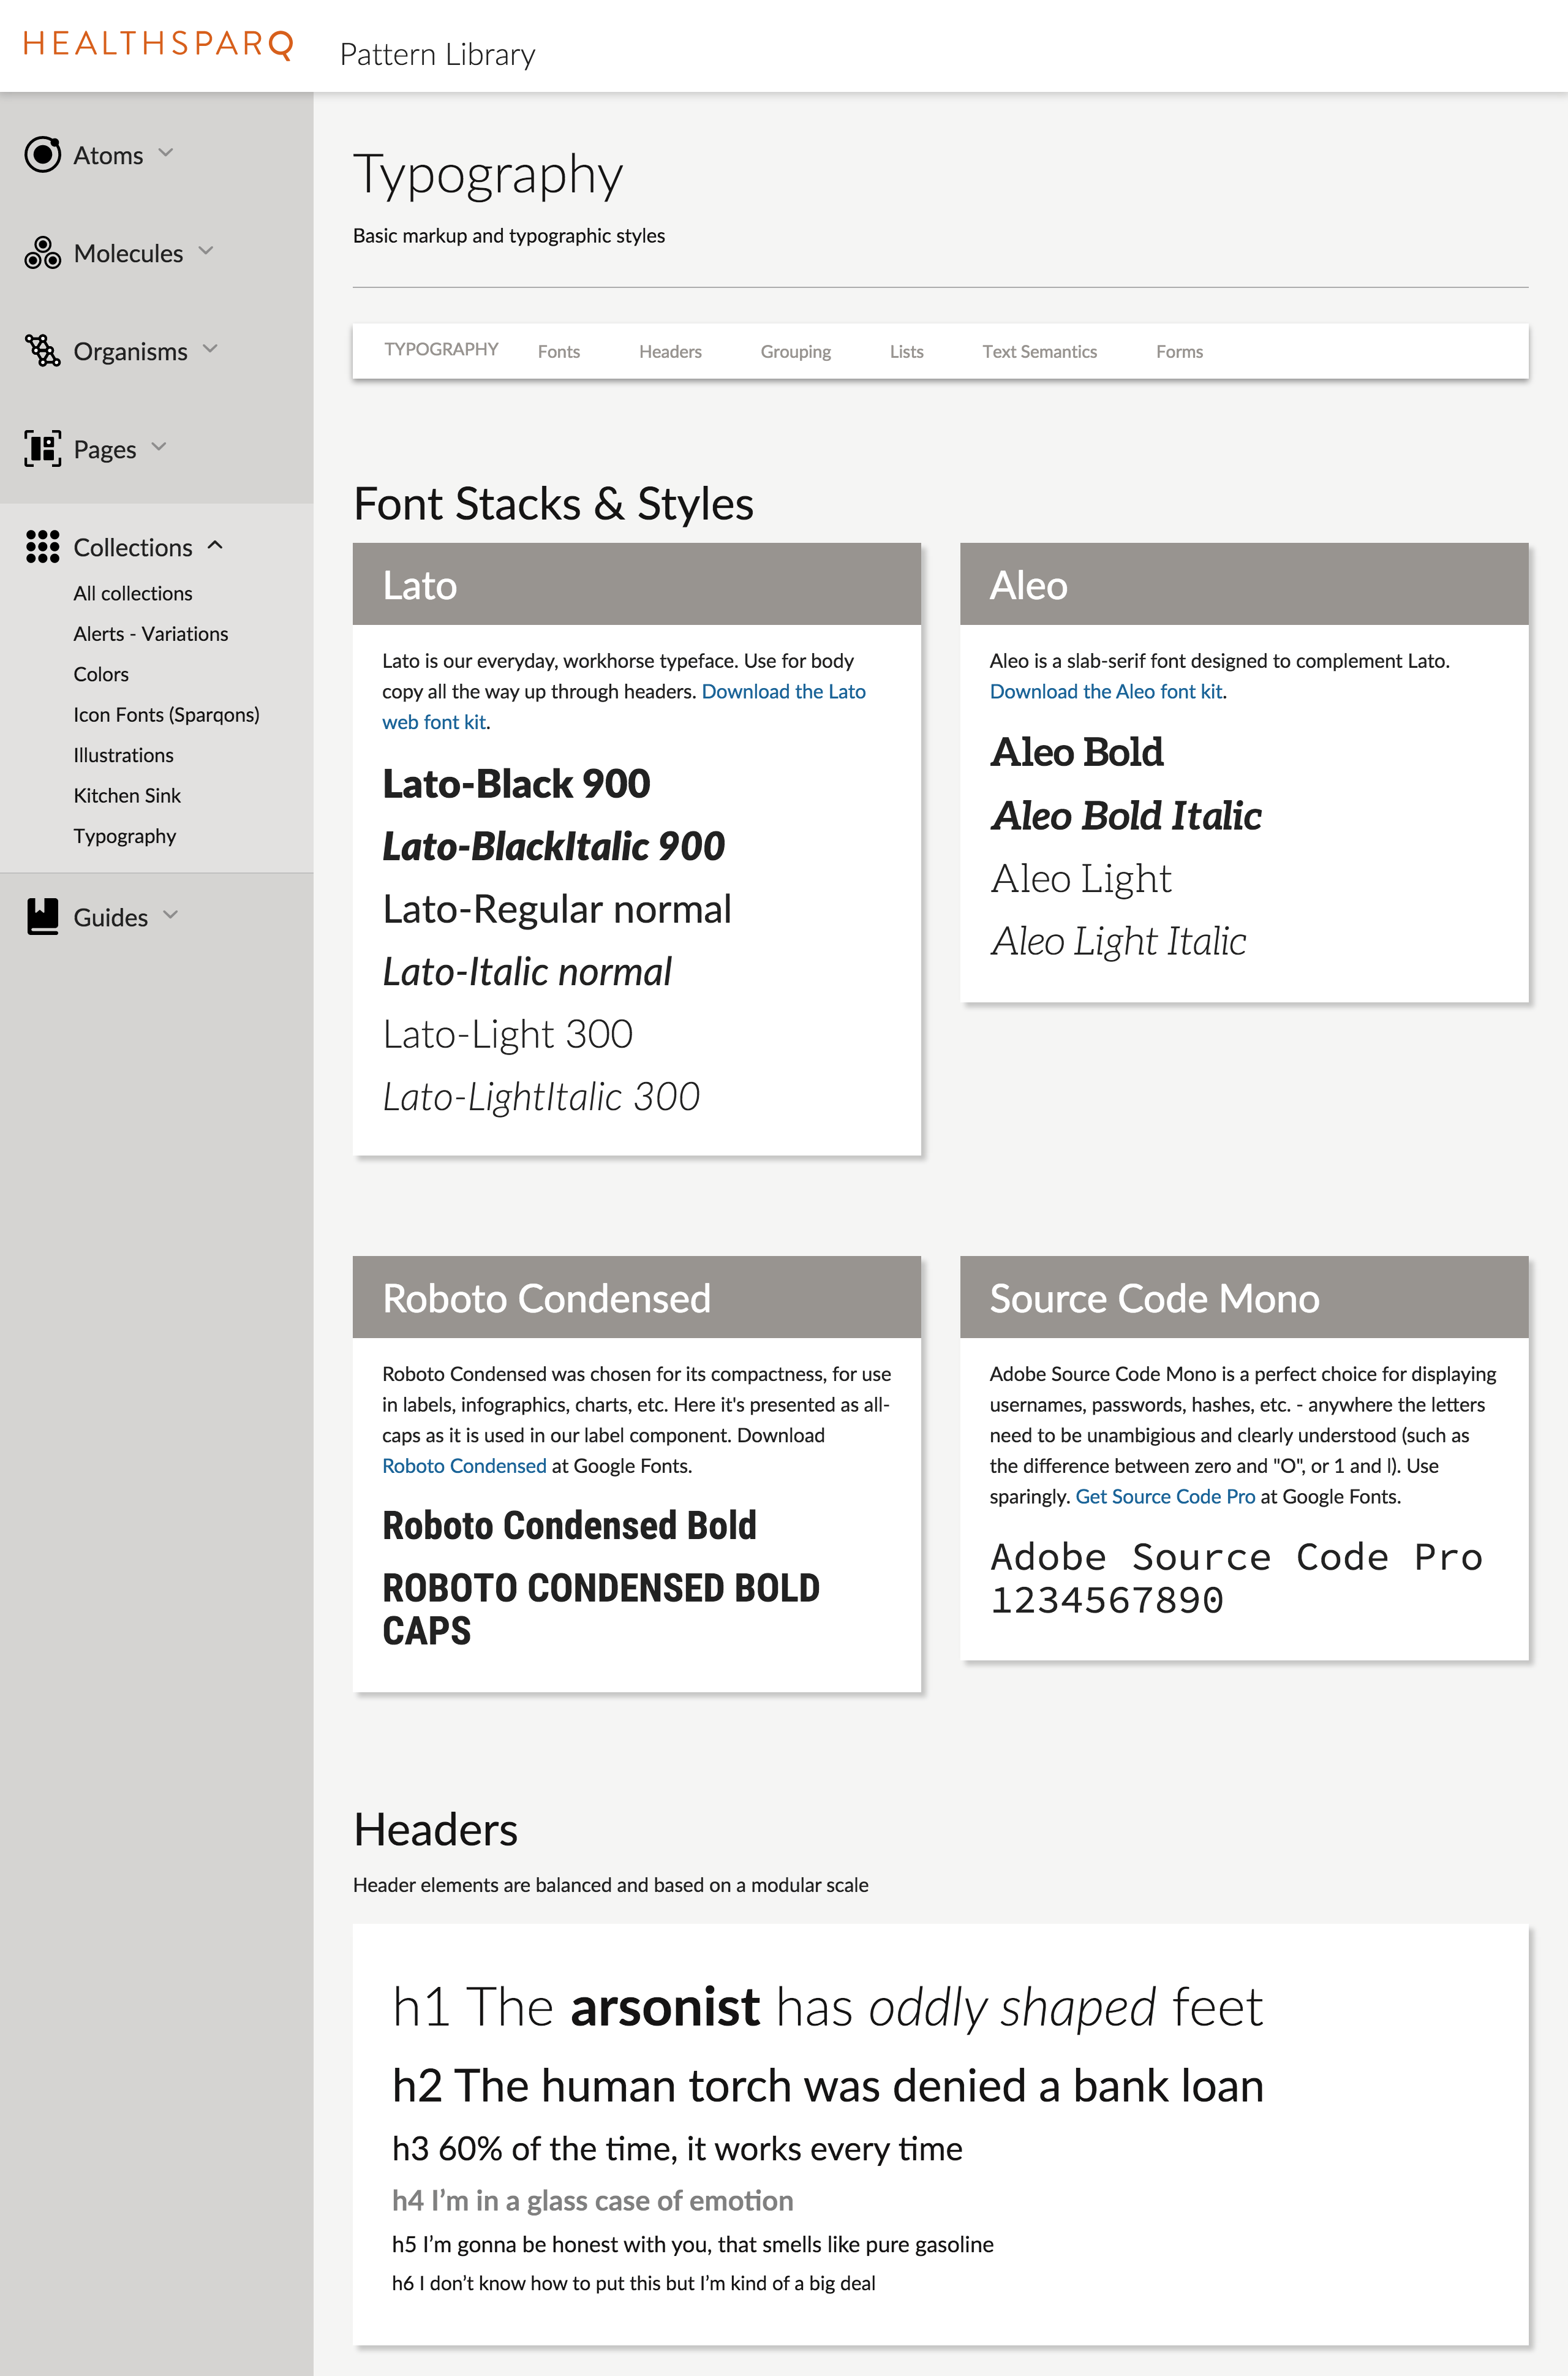 HEALTHSPARQ
Pattern Library
Atoms
Molecules
Organisms
Pages
Collections
All collections
Alerts - Variations
Colors
Icon Fonts (Sparqons)
Illustrations
Kitchen Sink
Typography
Guides
Typography
Basic markup and typographic styles
TYPOGRAPHY Fonts Headers Grouping Lists Text Semantics Forms
Font Stacks & Styles
Lato
Lato is our everyday, workhorse typeface. Use for body
copy all the way up through headers. Download the Lato
web font kit.
Lato-Black 900
Lato-BlackItalic 900
Lato-Regular normal
Lato-Italic normal
Lato-Light 300
Lato-LightItalic 300
Aleo
Aleo is a slab-serif font designed to complement Lato.
Download the Aleo font kit.
Aleo Bold
Aleo Bold Italic
Aleo Light
Aleo Light Italic
Roboto Condensed
Roboto Condensed was chosen for its compactness, for use
in labels, infographics, charts, etc. Here it's presented as all-
caps as it is used in our label component. Download
Roboto Condensed at Google Fonts.
Roboto Condensed Bold
ROBOTO CONDENSED BOLD
CAPS
Source Code Mono
Adobe Source Code Mono is a perfect choice for displaying
usernames, passwords, hashes, etc. - anywhere the letters
need to be unambigious and clearly understood (such as
the difference between zero and "O", or 1 and l). Use
sparingly. Get Source Code Pro at Google Fonts.
Adobe Source Code Pro
1234567890
Headers
Header elements are balanced and based on a modular scale
h1 The arsonist has oddly shaped feet
h2 The human torch was denied a bank loan
h3 60% of the time, it works every time
h4 I’m in a glass case of emotion
h5 I’m gonna be honest with you, that smells like pure gasoline
h6 I don’t know how to put this but I’m kind of a big deal